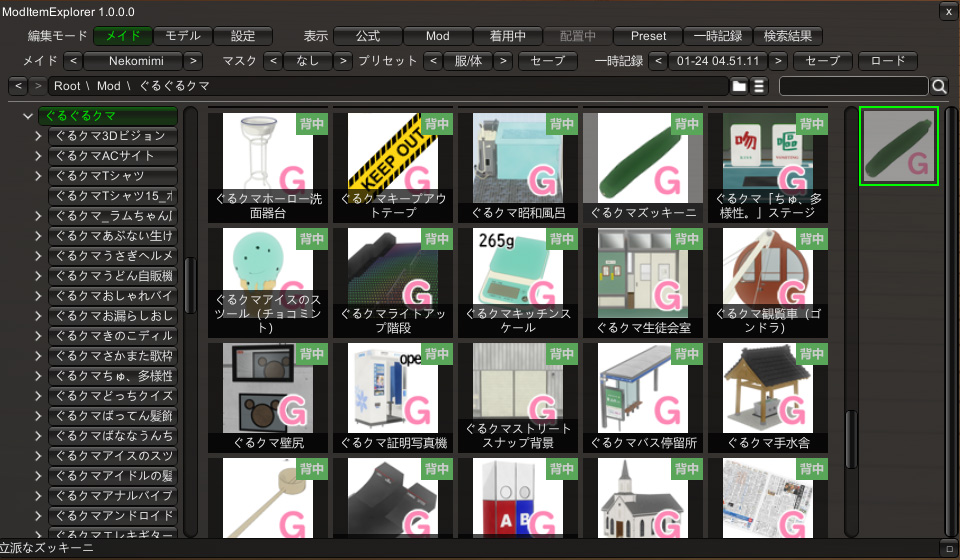 ModItemExplorer 1.0.0.0
x
編集モード メイド モデル 設定 表示 公式 Mod 着用中 配置中 Preset 一時記録 検索結果
メイド < Nekomimi > マスク < なし > プリセット < 服/体 > セーブ 一時記録 < 01-24 04.51.11 > セーブ ロード
< > Root \ Mod \ ぐるぐるクマ
ぐるぐるクマ
ぐるクマ3Dビジョン
ぐるクマACサイト
ぐるクマTシャツ
ぐるクマTシャツ15_ポ
ぐるクマ_ラムちゃん
ぐるクマあぶない生け
ぐるクマうさぎヘルメ
ぐるクマうどん自販機
ぐるクマおしゃれバイ
ぐるクマお漏らしおし
ぐるクマきのこディル
ぐるクマさかまた歌枠
ぐるクマちゅ、多様性
ぐるクマどっちクイズ
ぐるクマばってん髪飾
ぐるクマばななうんち
ぐるクマアイスのスツ
ぐるクマアイドルの髪
ぐるクマアナルバイブ
ぐるクマアンドロイド
ぐるクマエレキギター
背中 背中 背中 背中 背中
KEEP OUT
吻
嗯
G G G G G
ぐるクマホーロー洗
面器台
ぐるクマキープアウ
トテープ
ぐるクマ昭和風呂
ぐるクマズッキーニ
ぐるクマ「ちゅ、多
様性。」ステージ
背中 背中 背中 背中 背中
265g
G G G G G
ぐるクマアイスのス
ツール（チョコミン
ト）
ぐるクマライトアッ
プ階段
ぐるクマキッチンス
ケール
ぐるクマ生徒会室
ぐるクマ観覧車（ゴ
ンドラ）
背中 背中 背中 背中 背中
ope
G G G G G
ぐるクマ壁尻
ぐるクマ証明写真機
ぐるクマストリート
スナップ背景
ぐるクマバス停留所
ぐるクマ手水舎
背中 背中 背中 背中 背中
A B
G G G G G
G
立派なズッキーニ